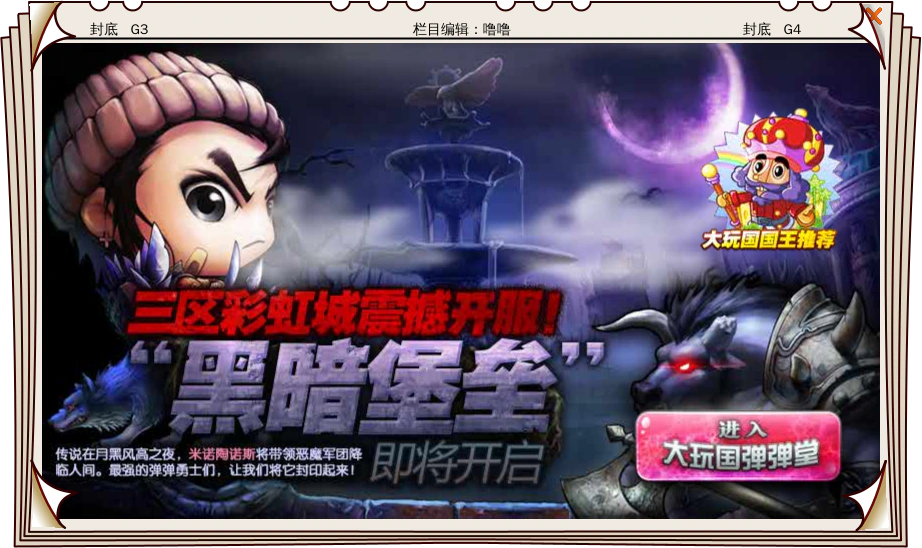 封底 G3
栏目编辑：噜噜
封底 G4
大玩国国王推荐
三区彩虹城震撼开服！
“黑暗堡垒”
即将开启
传说在月黑风高之夜，米诺陶诺斯将带领恶魔军团降
临人间。最强的弹弹勇士们，让我们将它封印起来！
进入
大玩国弹弹堂